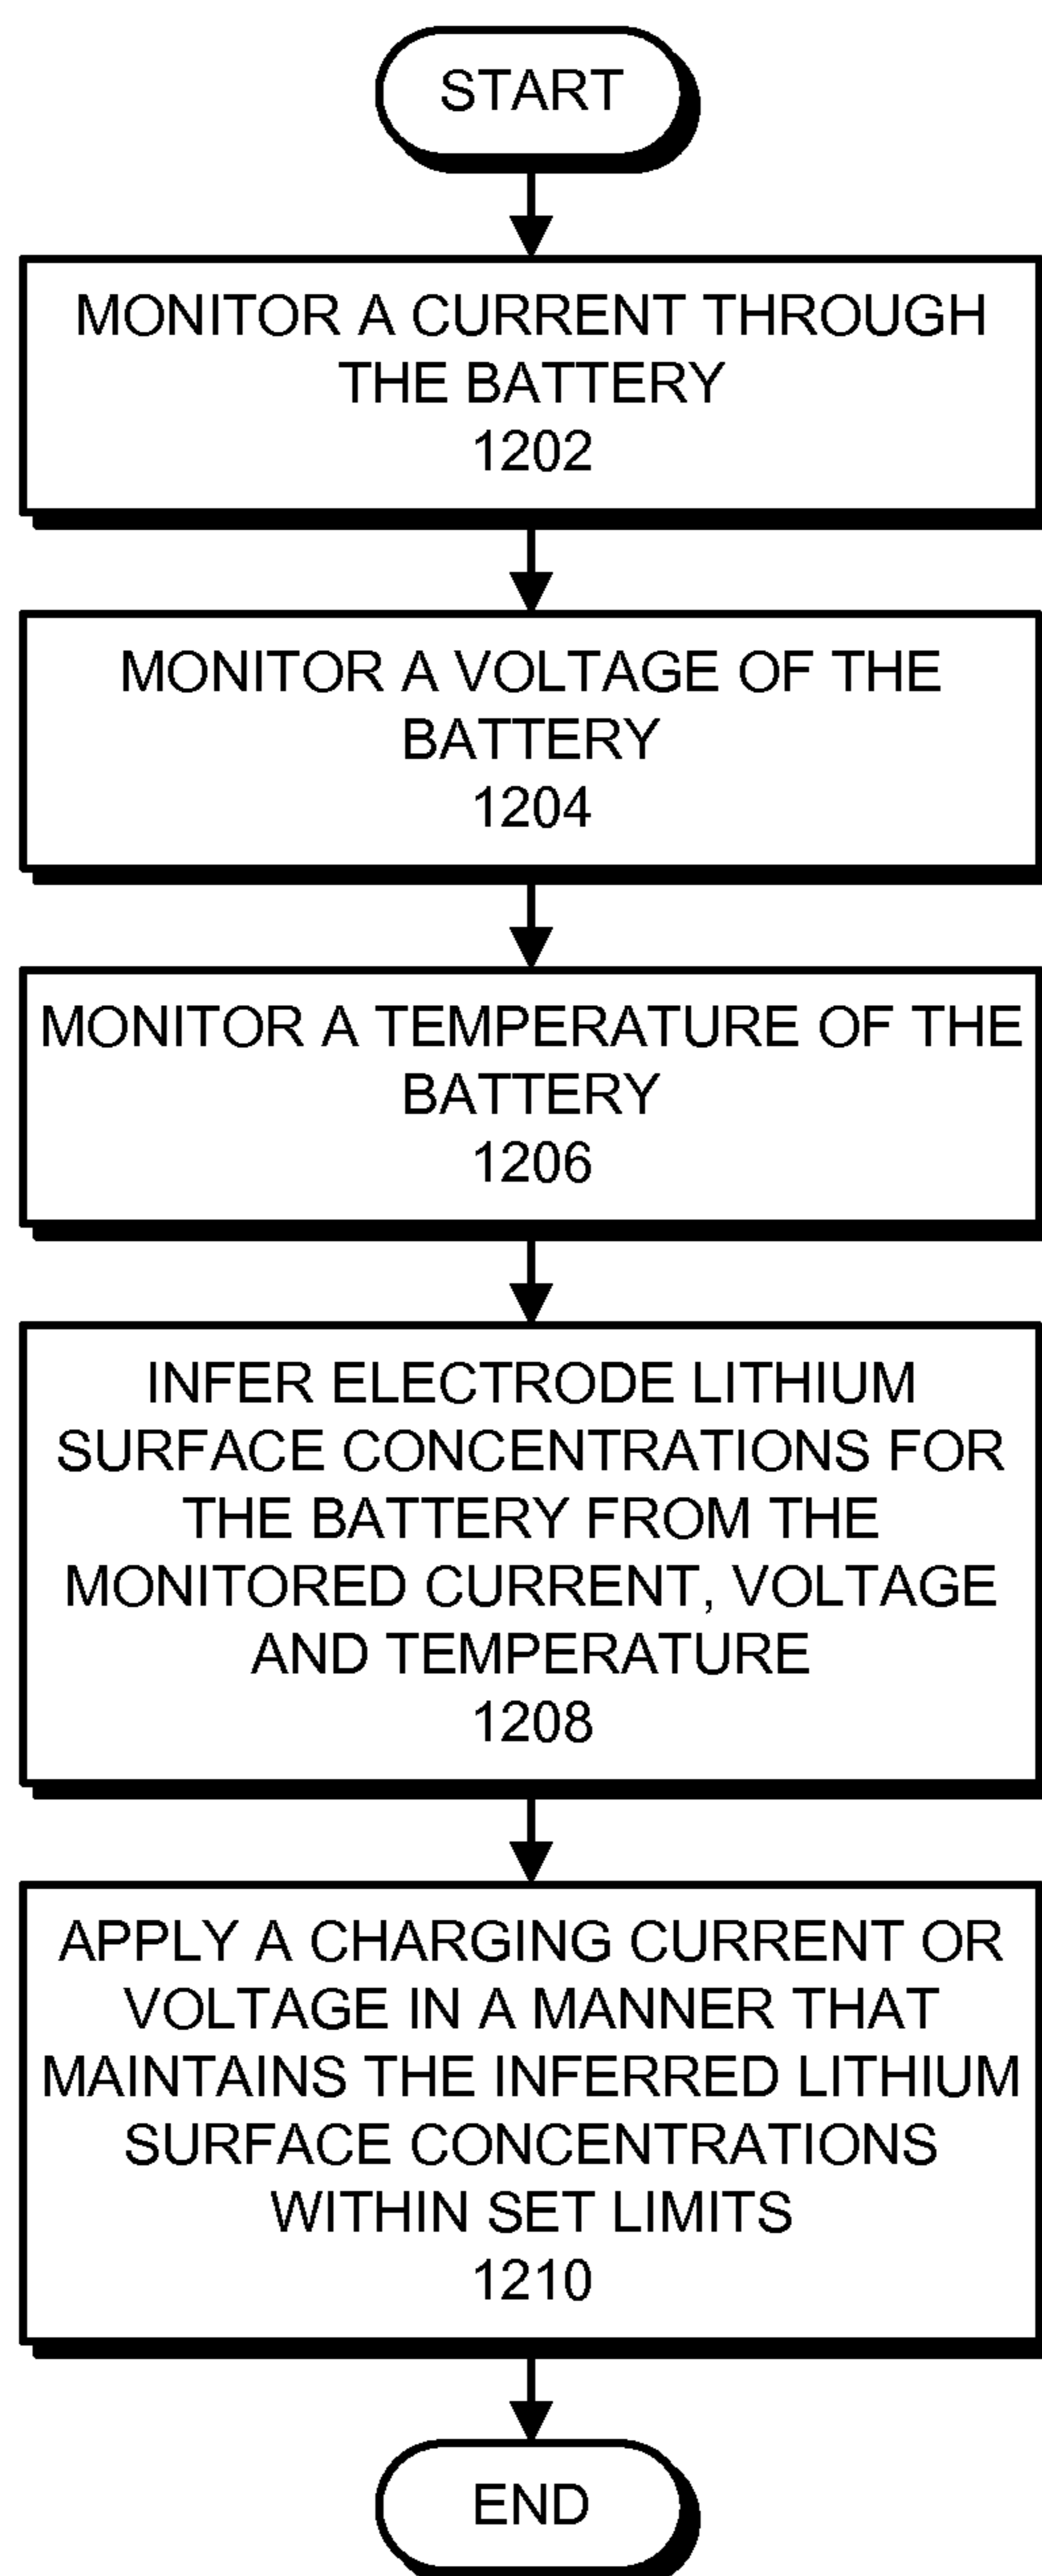 START
MONITOR A CURRENT THROUGH
THE BATTERY
1202
MONITOR A VOLTAGE OF THE
BATTERY
1204
MONITOR A TEMPERATURE OF THE
BATTERY
1206
INFER ELECTRODE LITHIUM
SURFACE CONCENTRATIONS FOR
THE BATTERY FROM THE
MONITORED CURRENT, VOLTAGE
AND TEMPERATURE
1208
APPLY A CHARGING CURRENT OR
VOLTAGE IN A MANNER THAT
MAINTAINS THE INFERRED LITHIUM
SURFACE CONCENTRATIONS
WITHIN SET LIMITS
1210
END